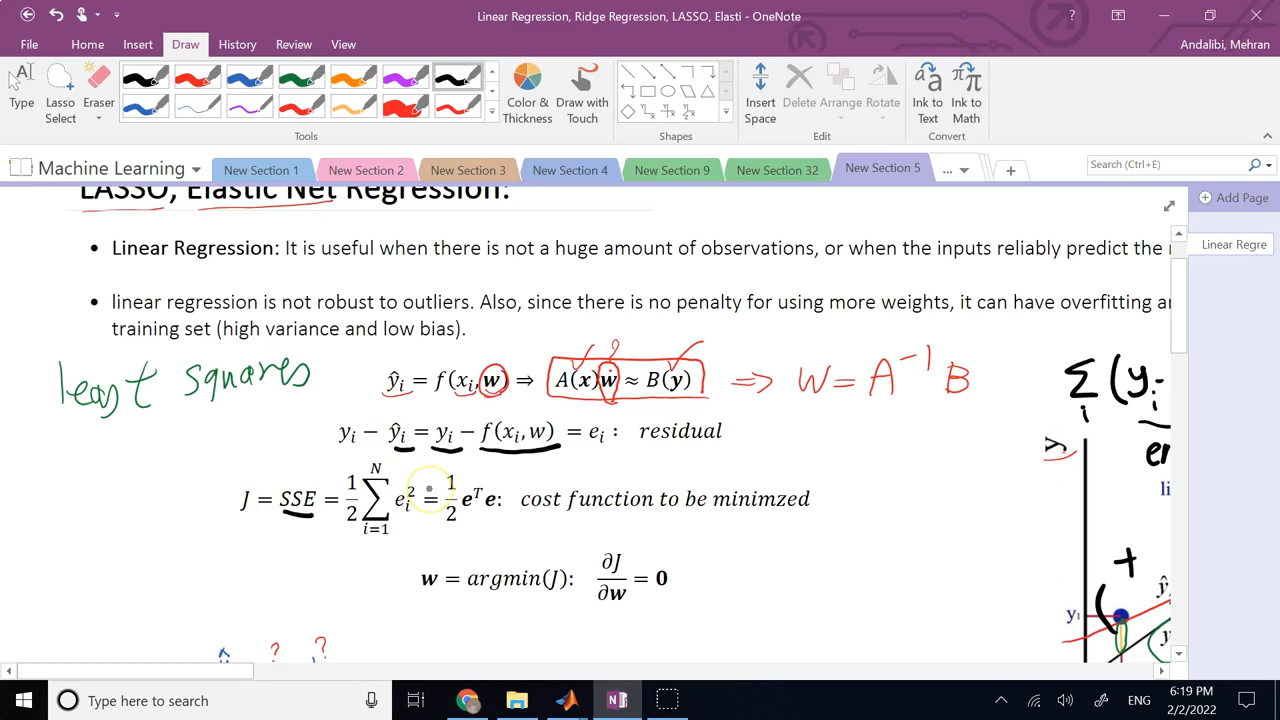 Linear Regression, Ridge Regression, LASSO, Elasti - OneNote
Andalibi, Mehran
File Home Insert Draw History Review View
Type
Lasso Select
Eraser
Color & Thickness
Draw with Touch
Insert Space
Delete Arrange Rotate
Ink to Text
Ink to Math
Tools Shapes Edit Convert
Machine Learning New Section 1 New Section 2 New Section 3 New Section 4 New Section 9 New Section 32 New Section 5 ... Search (Ctrl+E)
Add Page
Linear Regre
LASSO, Elastic Net Regression:
• Linear Regression: It is useful when there is not a huge amount of observations, or when the inputs reliably predict the
• linear regression is not robust to outliers. Also, since there is no penalty for using more weights, it can have overfitting
training set (high variance and low bias).
least squares
ŷᵢ = f(xᵢ, w) ⇒ A(x)w ≈ B(y) ⇒ W = A⁻¹ B
?
Σᵢ (yᵢ -
yᵢ − ŷᵢ = yᵢ − f(xᵢ, w) = eᵢ : residual
J = SSE = 1/2 Σᵢ₌₁ᴺ eᵢ² = 1/2 eᵀe: cost function to be minimzed
w = argmin(J): ∂J/∂w = 0
y
+
y₁
? ?
Type here to search
ENG
6:19 PM
2/2/2022